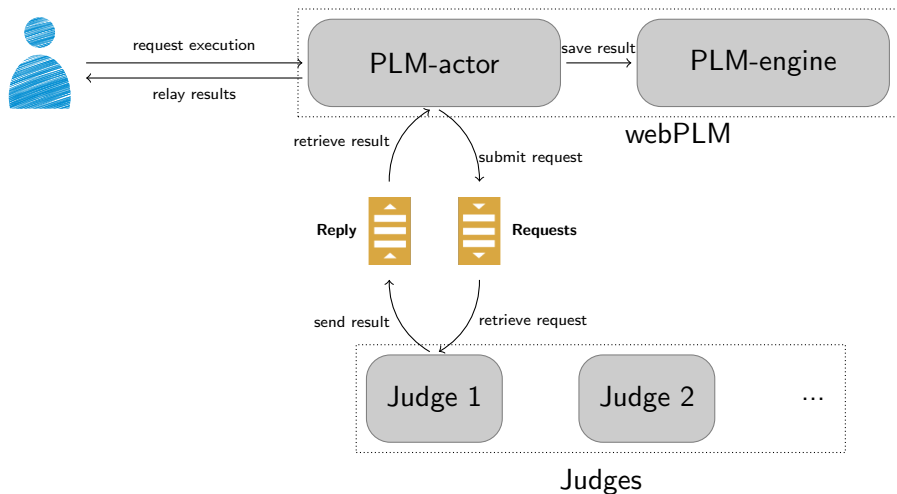 request execution
relay results
PLM-actor
save result
PLM-engine
webPLM
retrieve result
submit request
Reply
Requests
send result
retrieve request
Judge 1
Judge 2
...
Judges